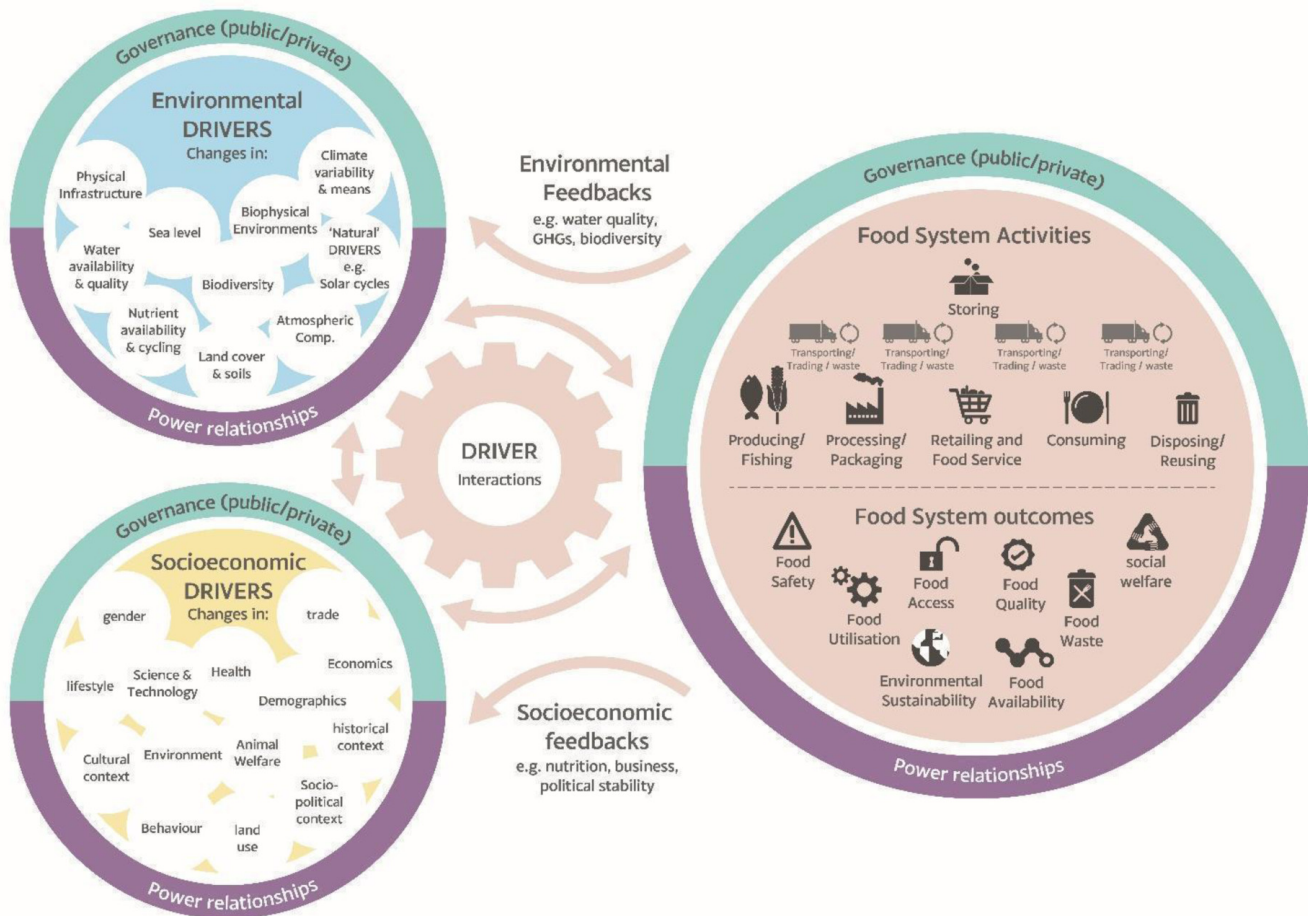 Governance (public/private)
Environmental
DRIVERS
Changes in:
Physical
Infrastructure
Climate
variability
& means
Sea level
Biophysical
Environments
Water
availability
& quality
Biodiversity
'Natural'
DRIVERS
e.g.
Solar cycles
Nutrient
availability
& cycling
Land cover
& soils
Atmospheric
Comp.
Power relationships
Environmental
Feedbacks
e.g. water quality,
GHGs, biodiversity
DRIVER
Interactions
Governance (public/private)
Socioeconomic
DRIVERS
Changes in:
gender
trade
lifestyle
Science &
Technology
Health
Economics
Demographics
historical
context
Cultural
context
Environment
Animal
Welfare
Socio-
political
context
Behaviour
land
use
Power relationships
Socioeconomic
feedbacks
e.g. nutrition, business,
political stability
Governance (public/private)
Food System Activities
Storing
Transporting/
Trading / waste
Transporting/
Trading / waste
Transporting/
Trading / waste
Transporting/
Trading / waste
Producing/
Fishing
Processing/
Packaging
Retailing and
Food Service
Consuming
Disposing/
Reusing
Food System outcomes
Food
Safety
Food
Utilisation
Food
Access
Food
Quality
Food
Waste
social
welfare
Environmental
Sustainability
Food
Availability
Power relationships